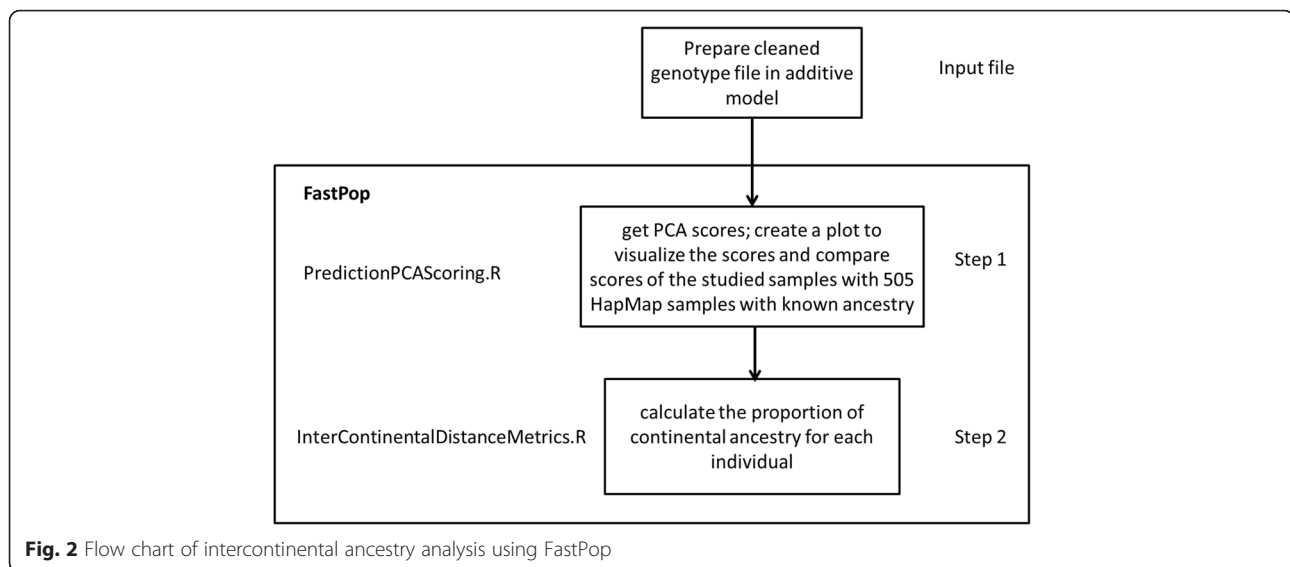 Prepare cleaned
genotype file in additive
model
Input file
FastPop
get PCA scores; create a plot to
visualize the scores and compare
scores of the studied samples with 505
HapMap samples with known ancestry
PredictionPCAScoring.R
Step 1
calculate the proportion of
continental ancestry for each
individual
InterContinentalDistanceMetrics.R
Step 2
Fig. 2 Flow chart of intercontinental ancestry analysis using FastPop